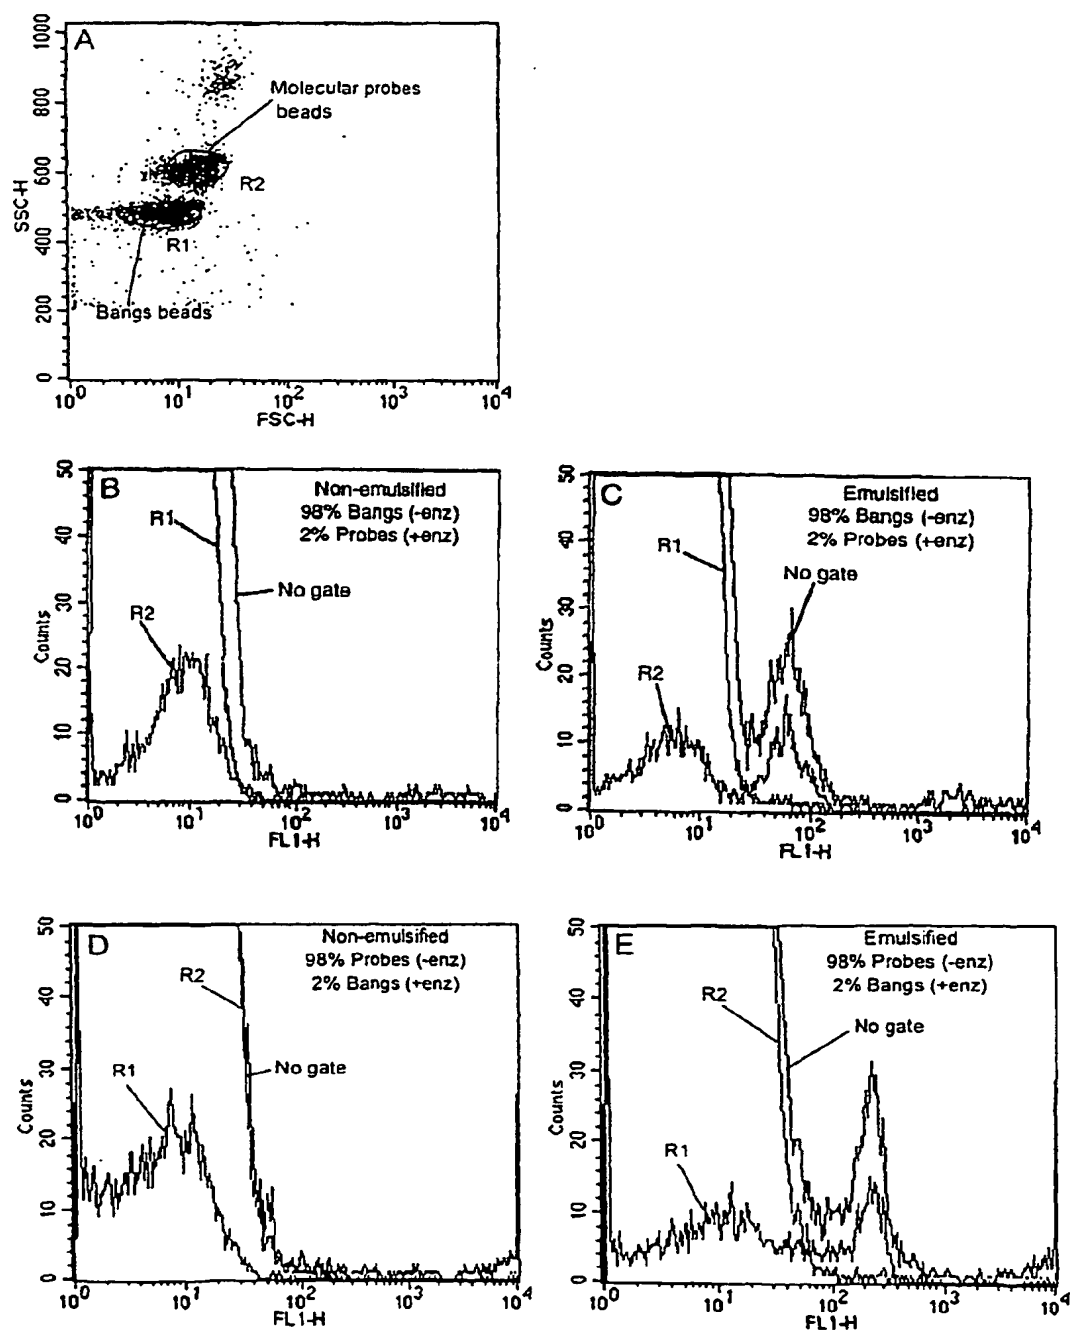 A
1000
800
600
400
200
0
SSC-H
Molecular probes
beads
R2
R1
Bangs beads
10^0 10^1 10^2 10^3 10^4
FSC-H
B
Non-emulsified
98% Bangs (-enz)
2% Probes (+enz)
R1
No gate
R2
50
40
30
20
10
0
Counts
10^0 10^1 10^2 10^3 10^4
FL1-H
C
Emulsified
98% Bangs (-enz)
2% Probes (+enz)
R1
No gate
R2
50
40
30
20
10
0
Counts
10^0 10^1 10^2 10^3 10^4
FL1-H
D
Non-emulsified
98% Probes (-enz)
2% Bangs (+enz)
R2
No gate
R1
50
40
30
20
10
0
Counts
10^0 10^1 10^2 10^3 10^4
FL1-H
E
Emulsified
98% Probes (-enz)
2% Bangs (+enz)
R2
No gate
R1
50
40
30
20
10
0
Counts
10^0 10^1 10^2 10^3 10^4
FL1-H